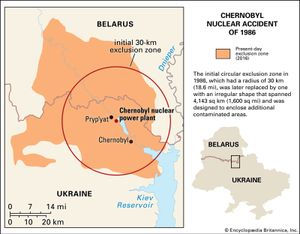 BELARUS
initial 30-km
exclusion zone
Dnieper
Chernobyl nuclear
power plant
Pryp'yat
Chernobyl
UKRAINE
Kiev
Reservoir
0 7 14 mi
0 10 20 km
CHERNOBYL
NUCLEAR ACCIDENT
OF 1986
Present-day
exclusion zone
(2016)
The initial circular exclusion zone in
1986, which had a radius of 30 km
(18.6 mi), was later replaced by one
with an irregular shape that spanned
4,143 sq km (1,600 sq mi) and was
designed to enclose additional
contaminated areas.
BELARUS
UKRAINE
© Encyclopædia Britannica, Inc.